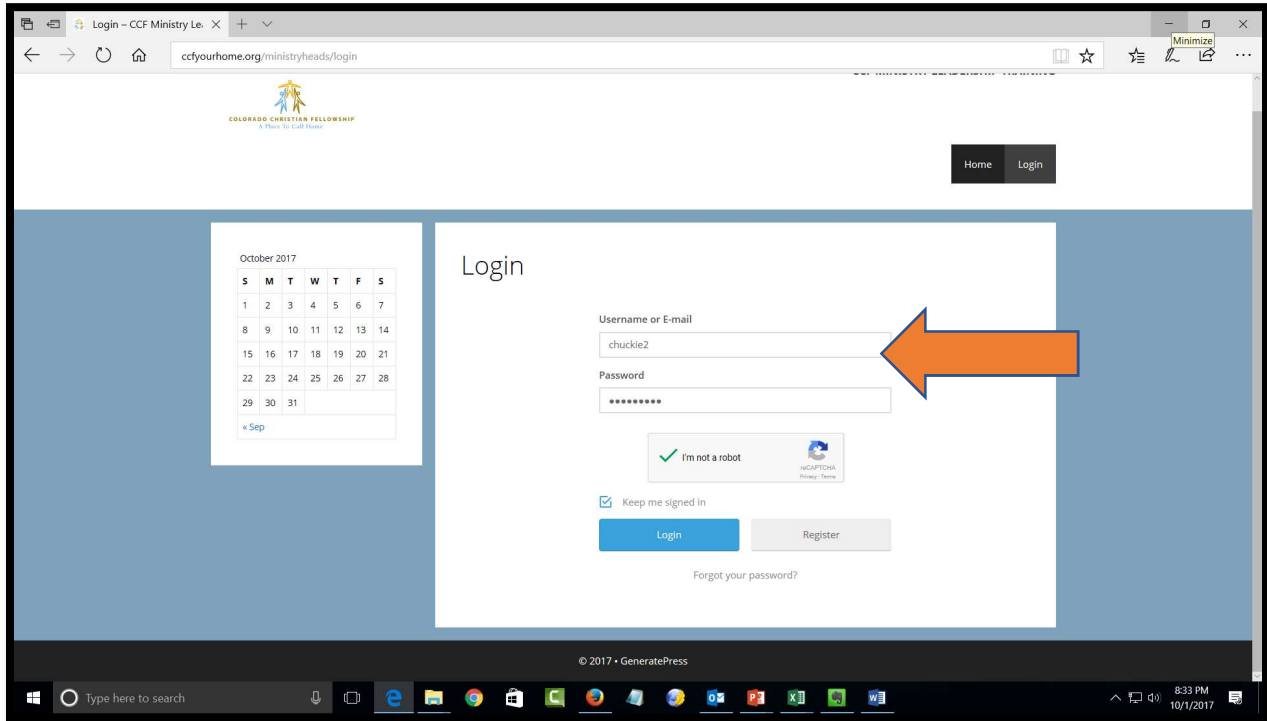 Login – CCF Ministry Le
Minimize
ccfyourhome.org/ministryheads/login
CCF MINISTRY LEADERSHIP TRAINING
COLORADO CHRISTIAN FELLOWSHIP
A Place To Call Home
Home Login
October 2017
S M T W T F S
1 2 3 4 5 6 7
8 9 10 11 12 13 14
15 16 17 18 19 20 21
22 23 24 25 26 27 28
29 30 31
« Sep
Login
Username or E-mail
chuckie2
Password
•••••••••
I'm not a robot
reCAPTCHA
Privacy - Terms
Keep me signed in
Login Register
Forgot your password?
© 2017 • GeneratePress
Type here to search
8:33 PM
10/1/2017